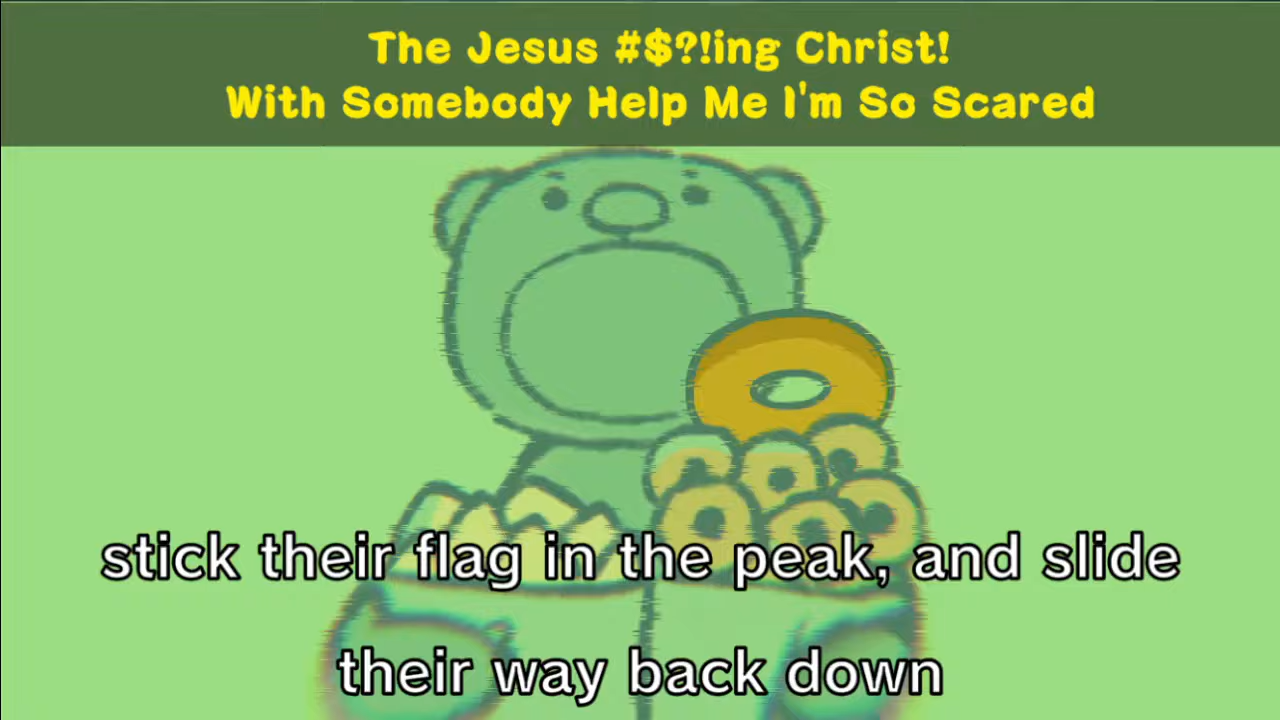 The Jesus #$?!ing Christ!
With Somebody Help Me I'm So Scared
stick their flag in the peak, and slide
their way back down